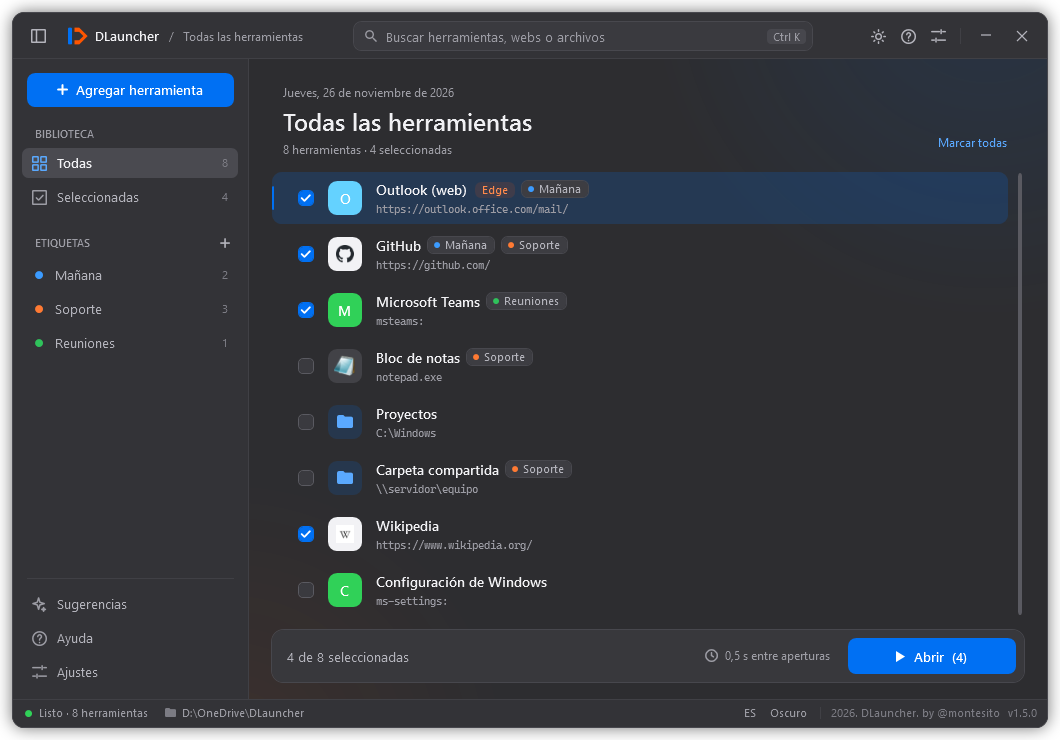 DLauncher / Todas las herramientas
Buscar herramientas, webs o archivos
Ctrl K
Agregar herramienta
BIBLIOTECA
Todas 8
Seleccionadas 4
ETIQUETAS
Mañana 2
Soporte 3
Reuniones 1
Sugerencias
Ayuda
Ajustes
Jueves, 26 de noviembre de 2026
Todas las herramientas
8 herramientas · 4 seleccionadas
Marcar todas
O
Outlook (web) Edge Mañana
https://outlook.office.com/mail/
GitHub Mañana Soporte
https://github.com/
M
Microsoft Teams Reuniones
msteams:
Bloc de notas Soporte
notepad.exe
Proyectos
C:\Windows
Carpeta compartida Soporte
\\servidor\equipo
W
Wikipedia
https://www.wikipedia.org/
C
Configuración de Windows
ms-settings:
4 de 8 seleccionadas
0,5 s entre aperturas
Abrir (4)
Listo · 8 herramientas
D:\OneDrive\DLauncher
ES
Oscuro
2026. DLauncher. by @montesito v1.5.0